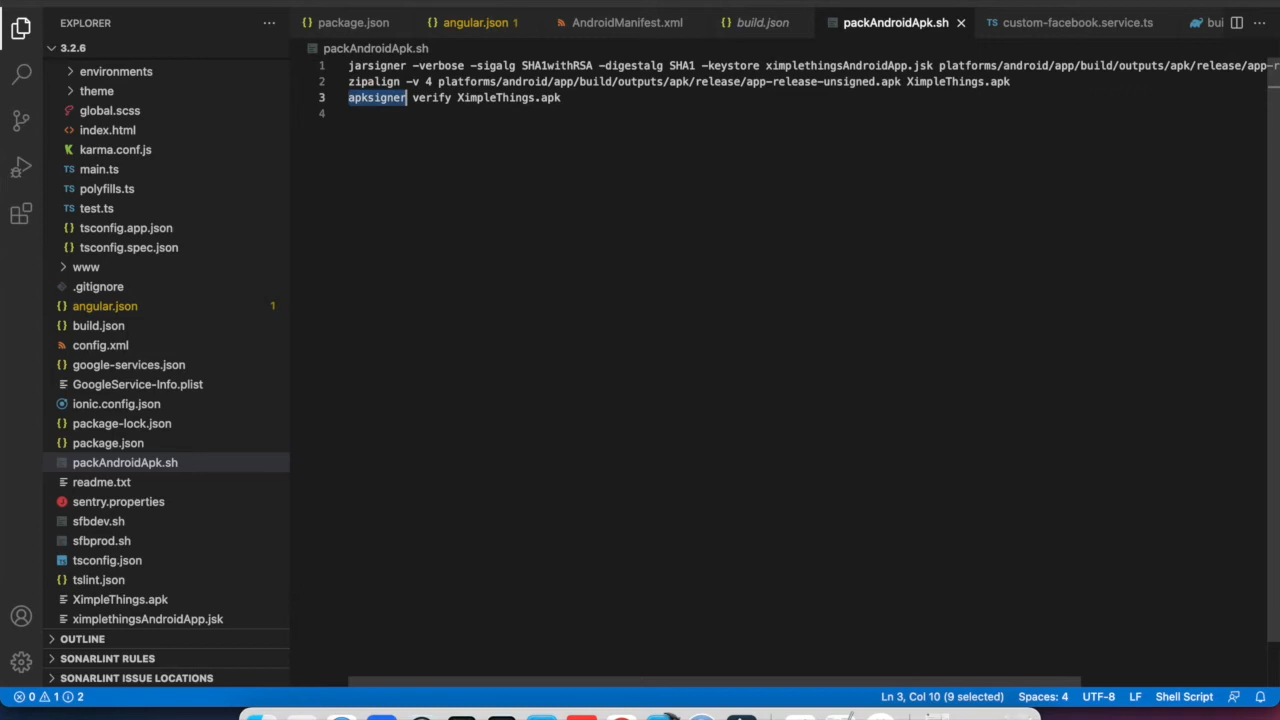 EXPLORER
package.json
angular.json 1
AndroidManifest.xml
build.json
packAndroidApk.sh
TS custom-facebook.service.ts
bui
3.2.6
packAndroidApk.sh
environments
theme
global.scss
index.html
karma.conf.js
TS main.ts
TS polyfills.ts
TS test.ts
tsconfig.app.json
tsconfig.spec.json
www
.gitignore
angular.json 1
build.json
config.xml
google-services.json
GoogleService-Info.plist
ionic.config.json
package-lock.json
package.json
packAndroidApk.sh
readme.txt
sentry.properties
sfbdev.sh
sfbprod.sh
tsconfig.json
tslint.json
XimpleThings.apk
ximplethingsAndroidApp.jsk
OUTLINE
SONARLINT RULES
SONARLINT ISSUE LOCATIONS
1 jarsigner -verbose -sigalg SHA1withRSA -digestalg SHA1 -keystore ximplethingsAndroidApp.jsk platforms/android/app/build/outputs/apk/release/app-r
2 zipalign -v 4 platforms/android/app/build/outputs/apk/release/app-release-unsigned.apk XimpleThings.apk
3 apksigner verify XimpleThings.apk
4
0 1 2
Ln 3, Col 10 (9 selected)
Spaces: 4
UTF-8
LF
Shell Script